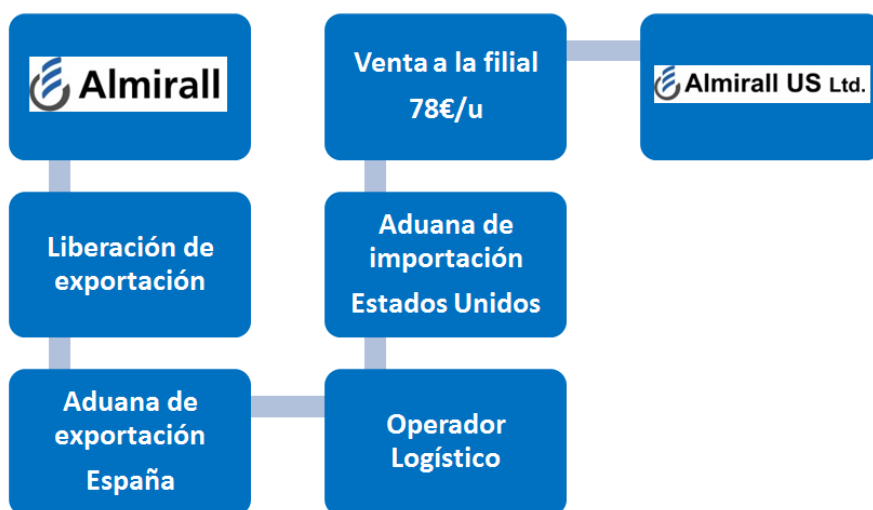 Almirall
Liberación de
exportación
Aduana de
exportación
España
Operador
Logístico
Aduana de
importación
Estados Unidos
Venta a la filial
78€/u
Almirall US Ltd.